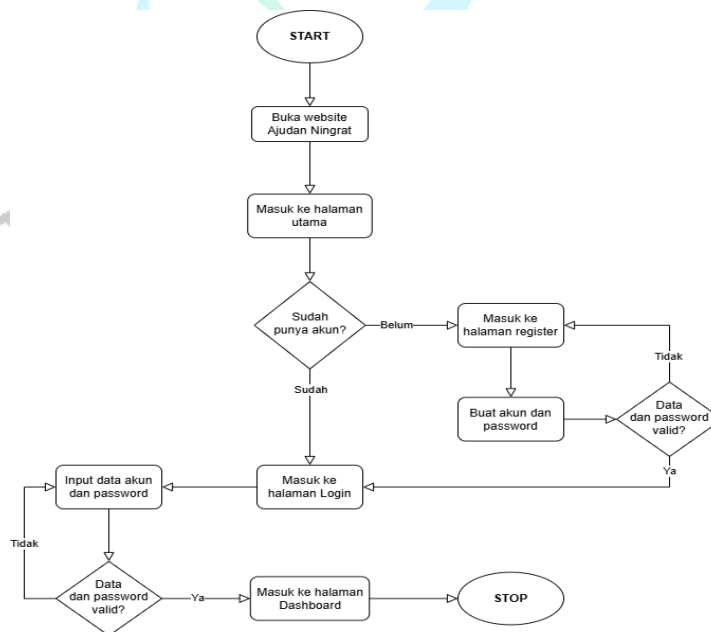 START
Buka website
Ajudan Ningrat
Masuk ke halaman
utama
Sudah
punya akun?
Belum
Masuk ke
halaman register
Tidak
Sudah
Buat akun dan
password
Data
dan password
valid?
Ya
Input data akun
dan password
Masuk ke
halaman Login
Tidak
Data
dan password
valid?
Ya
Masuk ke halaman
Dashboard
STOP